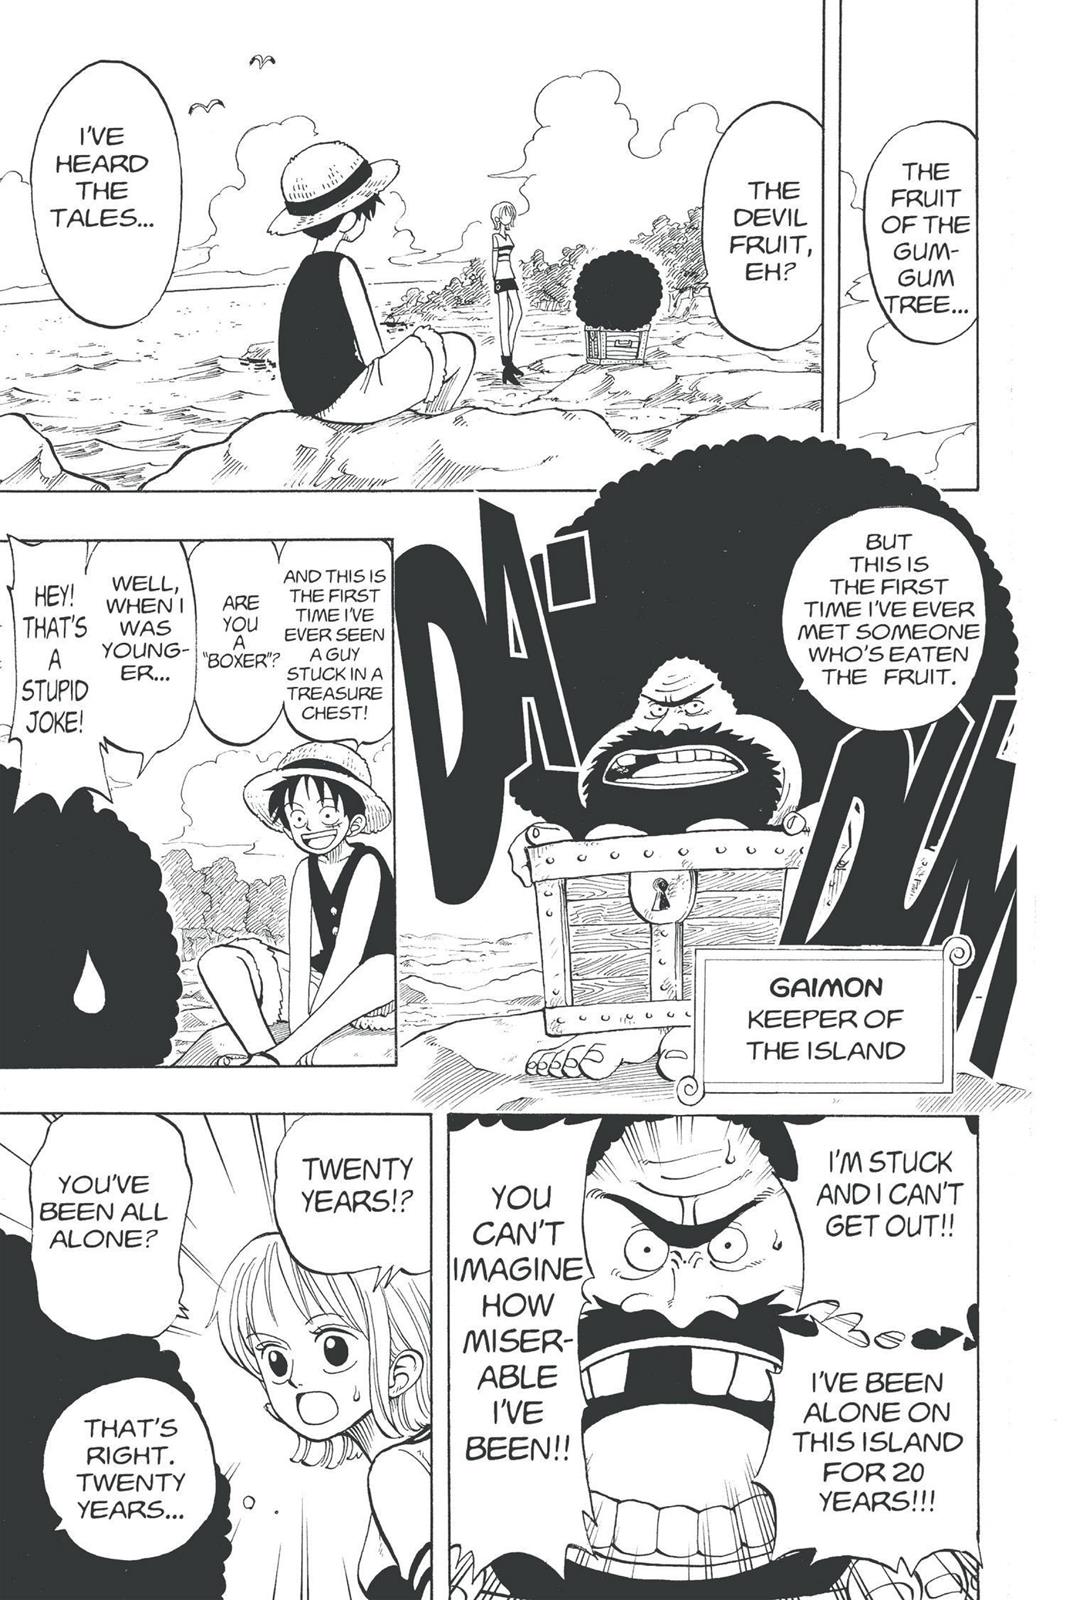 THE
FRUIT
OF THE
GUM-
GUM
TREE...
THE
DEVIL
FRUIT,
EH?
I'VE
HEARD
THE
TALES...
BUT
THIS IS
THE FIRST
TIME I'VE EVER
MET SOMEONE
WHO'S EATEN
THE FRUIT.
DA-
DUM
GAIMON
KEEPER OF
THE ISLAND
AND THIS IS
THE FIRST
TIME I'VE
EVER SEEN
A GUY
STUCK IN A
TREASURE
CHEST!
ARE
YOU
A
"BOXER"?
WELL,
WHEN I
WAS
YOUNG-
ER...
HEY!
THAT'S
A
STUPID
JOKE!
I'M STUCK
AND I CAN'T
GET OUT!!
I'VE BEEN
ALONE ON
THIS ISLAND
FOR 20
YEARS!!!
YOU
CAN'T
IMAGINE
HOW
MISER-
ABLE
I'VE
BEEN!!
TWENTY
YEARS!?
YOU'VE
BEEN ALL
ALONE?
THAT'S
RIGHT.
TWENTY
YEARS...